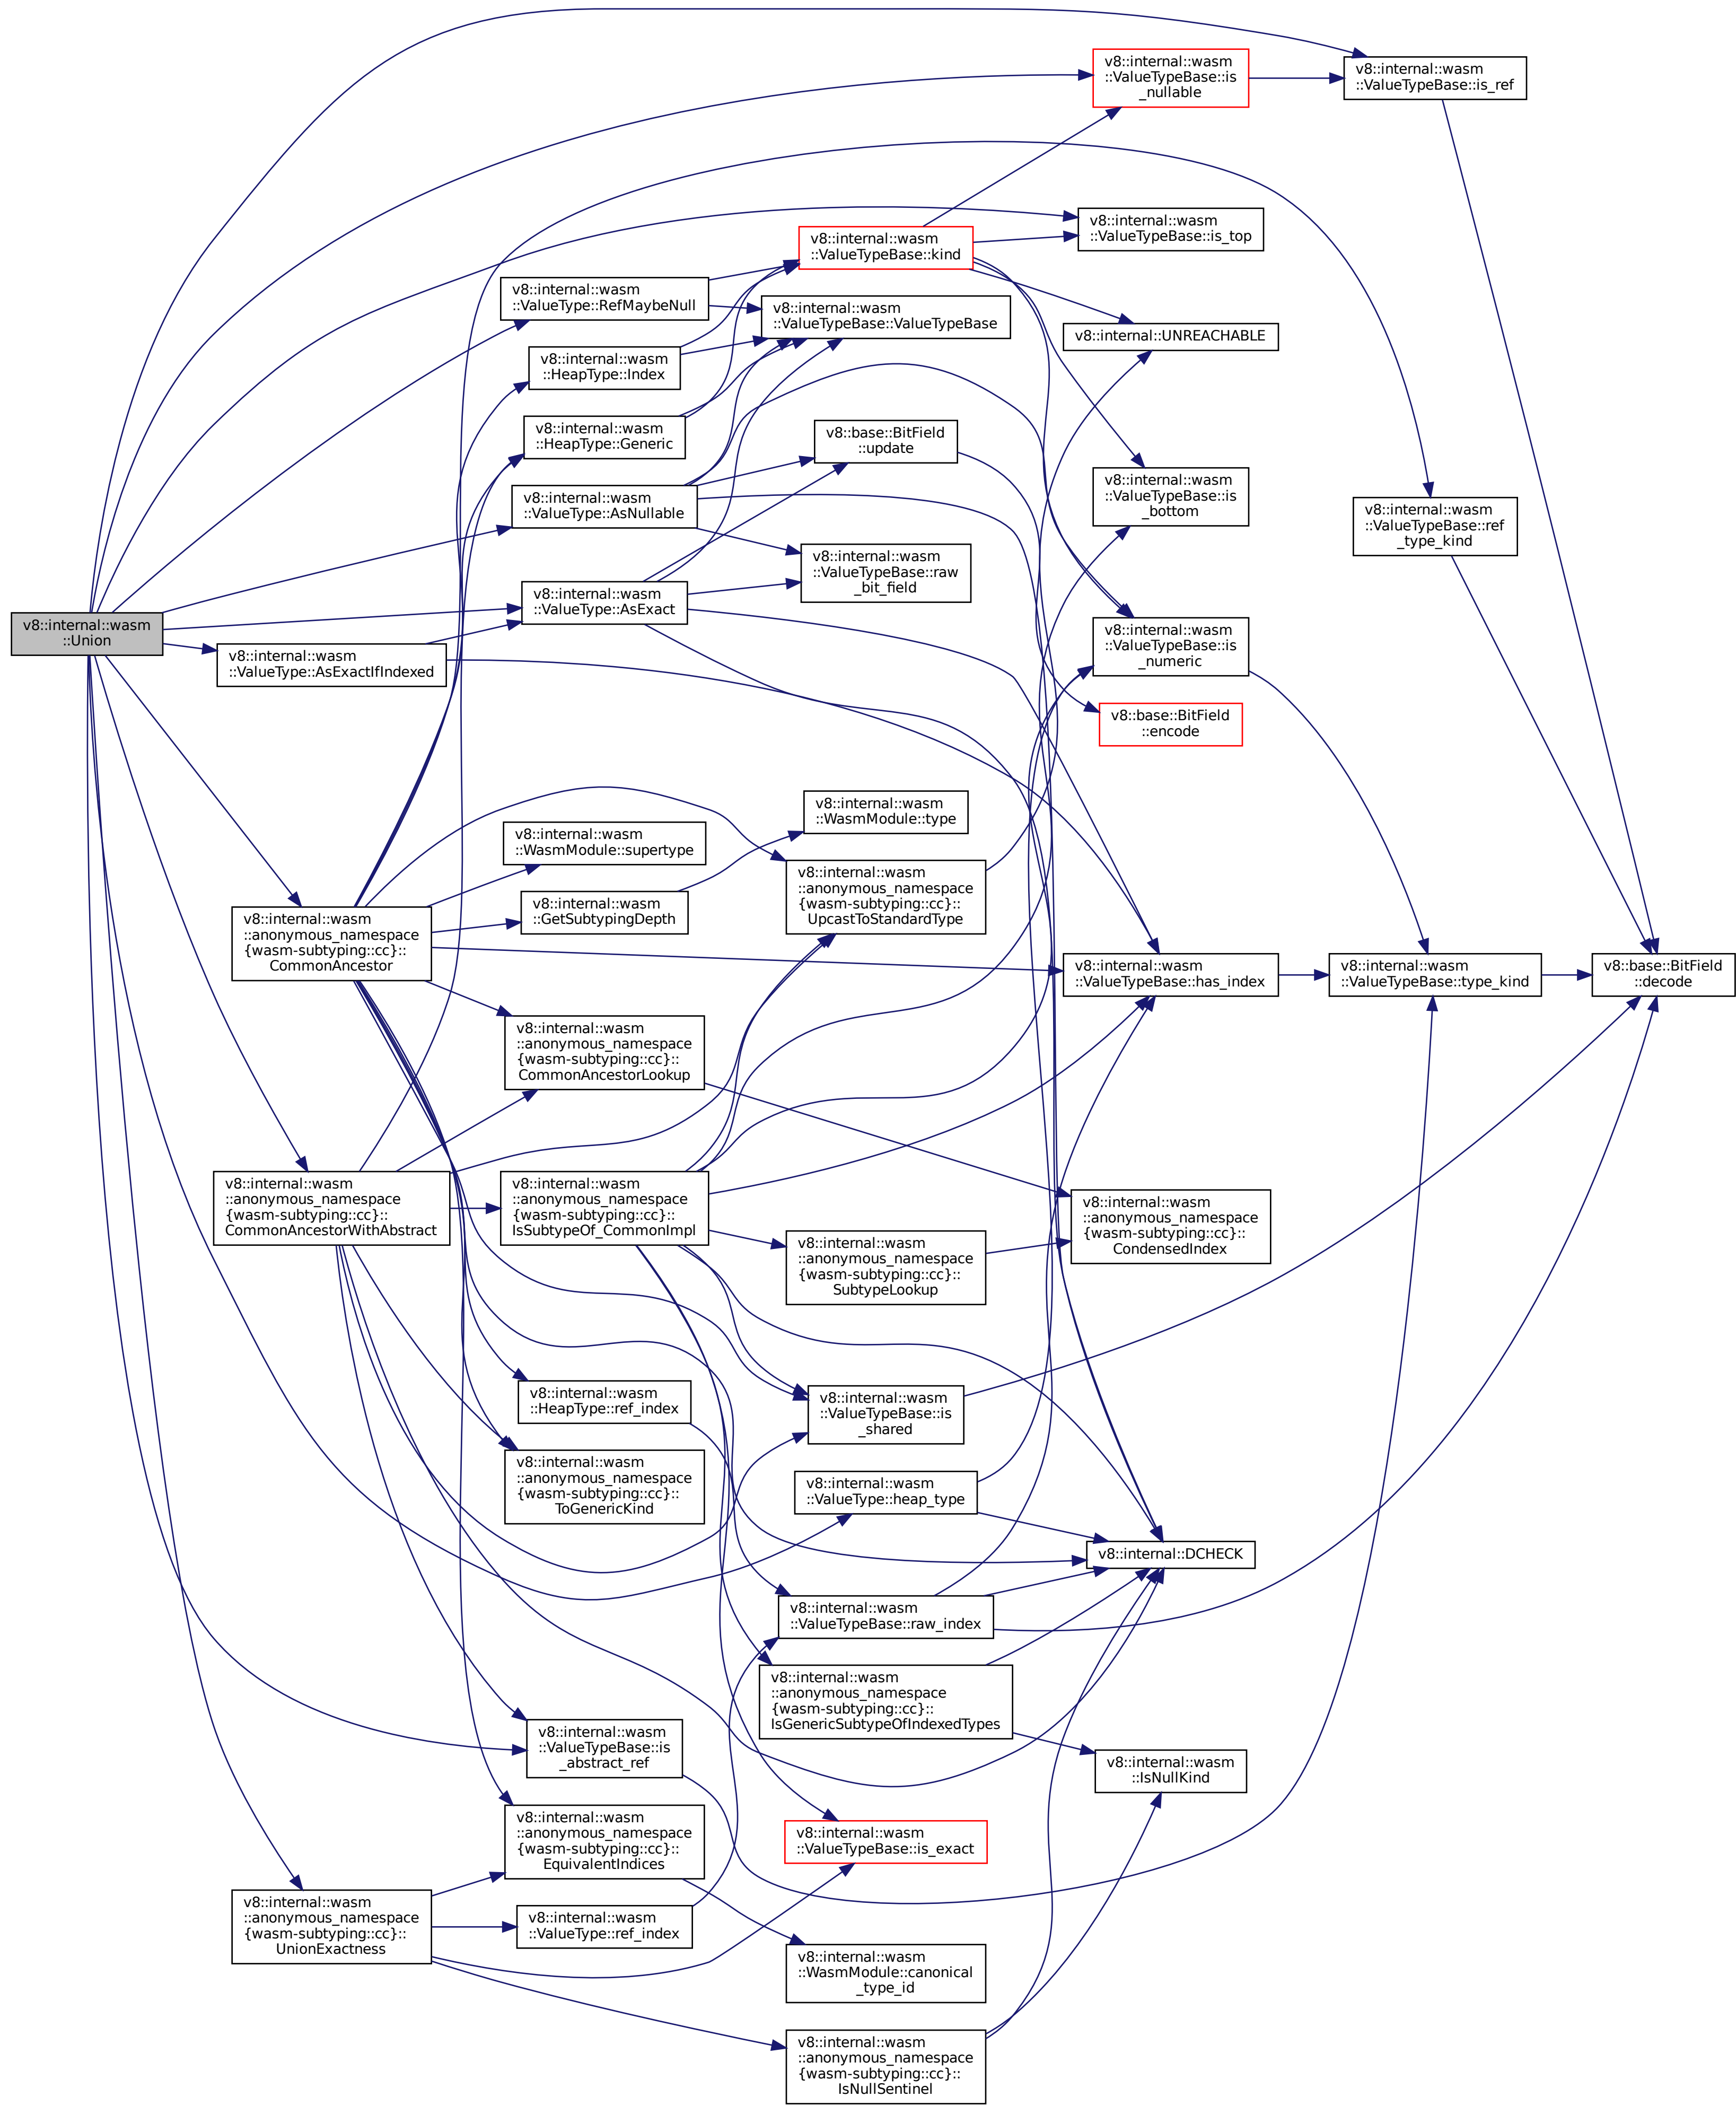 v8::internal::wasm
::Union
v8::internal::wasm
::ValueType::AsExactIfIndexed
v8::internal::wasm
::anonymous_namespace
{wasm-subtyping::cc}::
CommonAncestor
v8::internal::wasm
::anonymous_namespace
{wasm-subtyping::cc}::
CommonAncestorWithAbstract
v8::internal::wasm
::anonymous_namespace
{wasm-subtyping::cc}::
UnionExactness
v8::internal::wasm
::ValueType::RefMaybeNull
v8::internal::wasm
::HeapType::Index
v8::internal::wasm
::HeapType::Generic
v8::internal::wasm
::ValueType::AsNullable
v8::internal::wasm
::ValueType::AsExact
v8::internal::wasm
::WasmModule::supertype
v8::internal::wasm
::GetSubtypingDepth
v8::internal::wasm
::anonymous_namespace
{wasm-subtyping::cc}::
CommonAncestorLookup
v8::internal::wasm
::anonymous_namespace
{wasm-subtyping::cc}::
IsSubtypeOf_CommonImpl
v8::internal::wasm
::HeapType::ref_index
v8::internal::wasm
::anonymous_namespace
{wasm-subtyping::cc}::
ToGenericKind
v8::internal::wasm
::ValueTypeBase::is
_abstract_ref
v8::internal::wasm
::anonymous_namespace
{wasm-subtyping::cc}::
EquivalentIndices
v8::internal::wasm
::ValueType::ref_index
v8::internal::wasm
::ValueTypeBase::kind
v8::internal::wasm
::ValueTypeBase::ValueTypeBase
v8::base::BitField
::update
v8::internal::wasm
::ValueTypeBase::raw
_bit_field
v8::internal::wasm
::WasmModule::type
v8::internal::wasm
::anonymous_namespace
{wasm-subtyping::cc}::
UpcastToStandardType
v8::internal::wasm
::anonymous_namespace
{wasm-subtyping::cc}::
SubtypeLookup
v8::internal::wasm
::ValueTypeBase::is
_shared
v8::internal::wasm
::ValueType::heap_type
v8::internal::wasm
::ValueTypeBase::raw_index
v8::internal::wasm
::anonymous_namespace
{wasm-subtyping::cc}::
IsGenericSubtypeOfIndexedTypes
v8::internal::wasm
::ValueTypeBase::is_exact
v8::internal::wasm
::WasmModule::canonical
_type_id
v8::internal::wasm
::anonymous_namespace
{wasm-subtyping::cc}::
IsNullSentinel
v8::internal::wasm
::ValueTypeBase::is
_nullable
v8::internal::wasm
::ValueTypeBase::is_top
v8::internal::UNREACHABLE
v8::internal::wasm
::ValueTypeBase::is
_bottom
v8::internal::wasm
::ValueTypeBase::is
_numeric
v8::base::BitField
::encode
v8::internal::wasm
::ValueTypeBase::has_index
v8::internal::wasm
::anonymous_namespace
{wasm-subtyping::cc}::
CondensedIndex
v8::internal::DCHECK
v8::internal::wasm
::IsNullKind
v8::internal::wasm
::ValueTypeBase::is_ref
v8::internal::wasm
::ValueTypeBase::ref
_type_kind
v8::internal::wasm
::ValueTypeBase::type_kind
v8::base::BitField
::decode